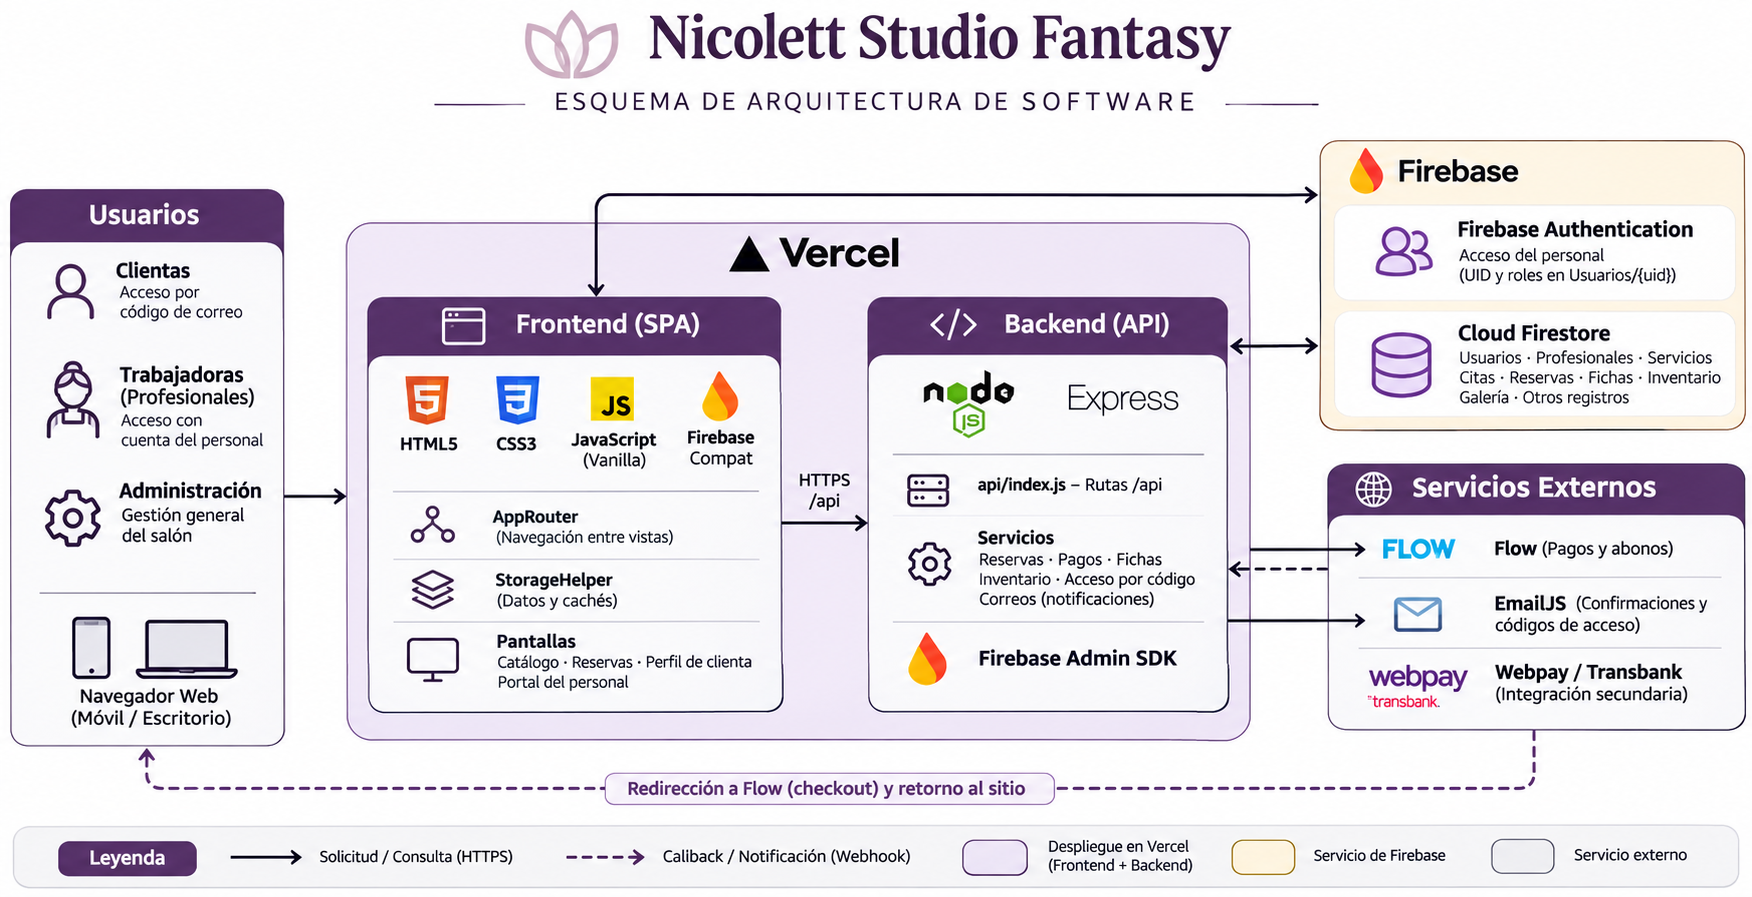 Nicolett Studio Fantasy
ESQUEMA DE ARQUITECTURA DE SOFTWARE
Usuarios
Clientas
Acceso por
código de correo
Trabajadoras
(Profesionales)
Acceso con
cuenta del personal
Administración
Gestión general
del salón
Navegador Web
(Móvil / Escritorio)
Vercel
Frontend (SPA)
HTML5
CSS3
JS
JavaScript
(Vanilla)
Firebase
Compat
AppRouter
(Navegación entre vistas)
StorageHelper
(Datos y cachés)
Pantallas
Catálogo · Reservas · Perfil de clienta
Portal del personal
HTTPS
/api
Backend (API)
node
JS
Express
api/index.js – Rutas /api
Servicios
Reservas · Pagos · Fichas
Inventario · Acceso por código
Correos (notificaciones)
Firebase Admin SDK
Firebase
Firebase Authentication
Acceso del personal
(UID y roles en Usuarios/{uid})
Cloud Firestore
Usuarios · Profesionales · Servicios
Citas · Reservas · Fichas · Inventario
Galería · Otros registros
Servicios Externos
FLOW
Flow (Pagos y abonos)
EmailJS (Confirmaciones y
códigos de acceso)
webpay
transbank.
Webpay / Transbank
(Integración secundaria)
Redirección a Flow (checkout) y retorno al sitio
Leyenda
Solicitud / Consulta (HTTPS)
Callback / Notificación (Webhook)
Despliegue en Vercel
(Frontend + Backend)
Servicio de Firebase
Servicio externo